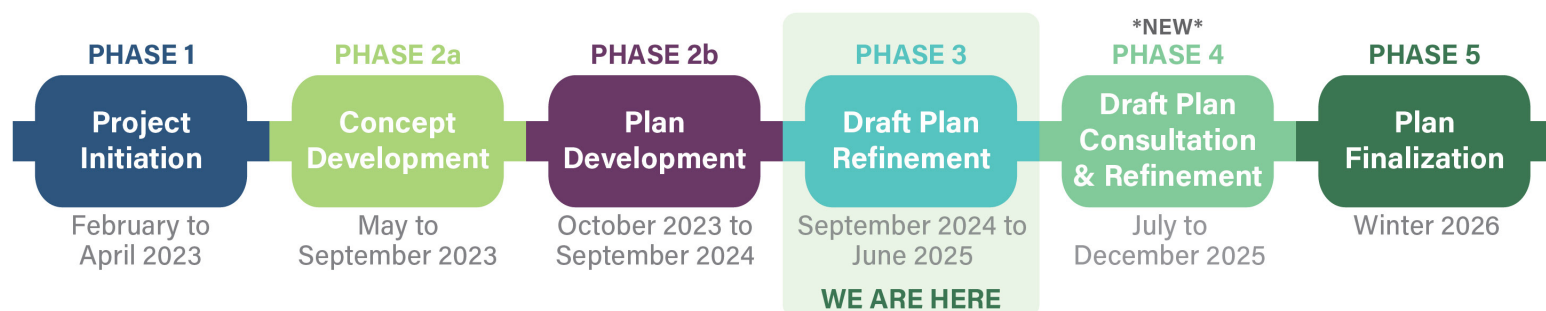 PHASE 1
Project
Initiation
February to
April 2023
PHASE 2a
Concept
Development
May to
September 2023
PHASE 2b
Plan
Development
October 2023 to
September 2024
PHASE 3
Draft Plan
Refinement
September 2024 to
June 2025
WE ARE HERE
*NEW*
PHASE 4
Draft Plan
Consultation
& Refinement
July to
December 2025
PHASE 5
Plan
Finalization
Winter 2026